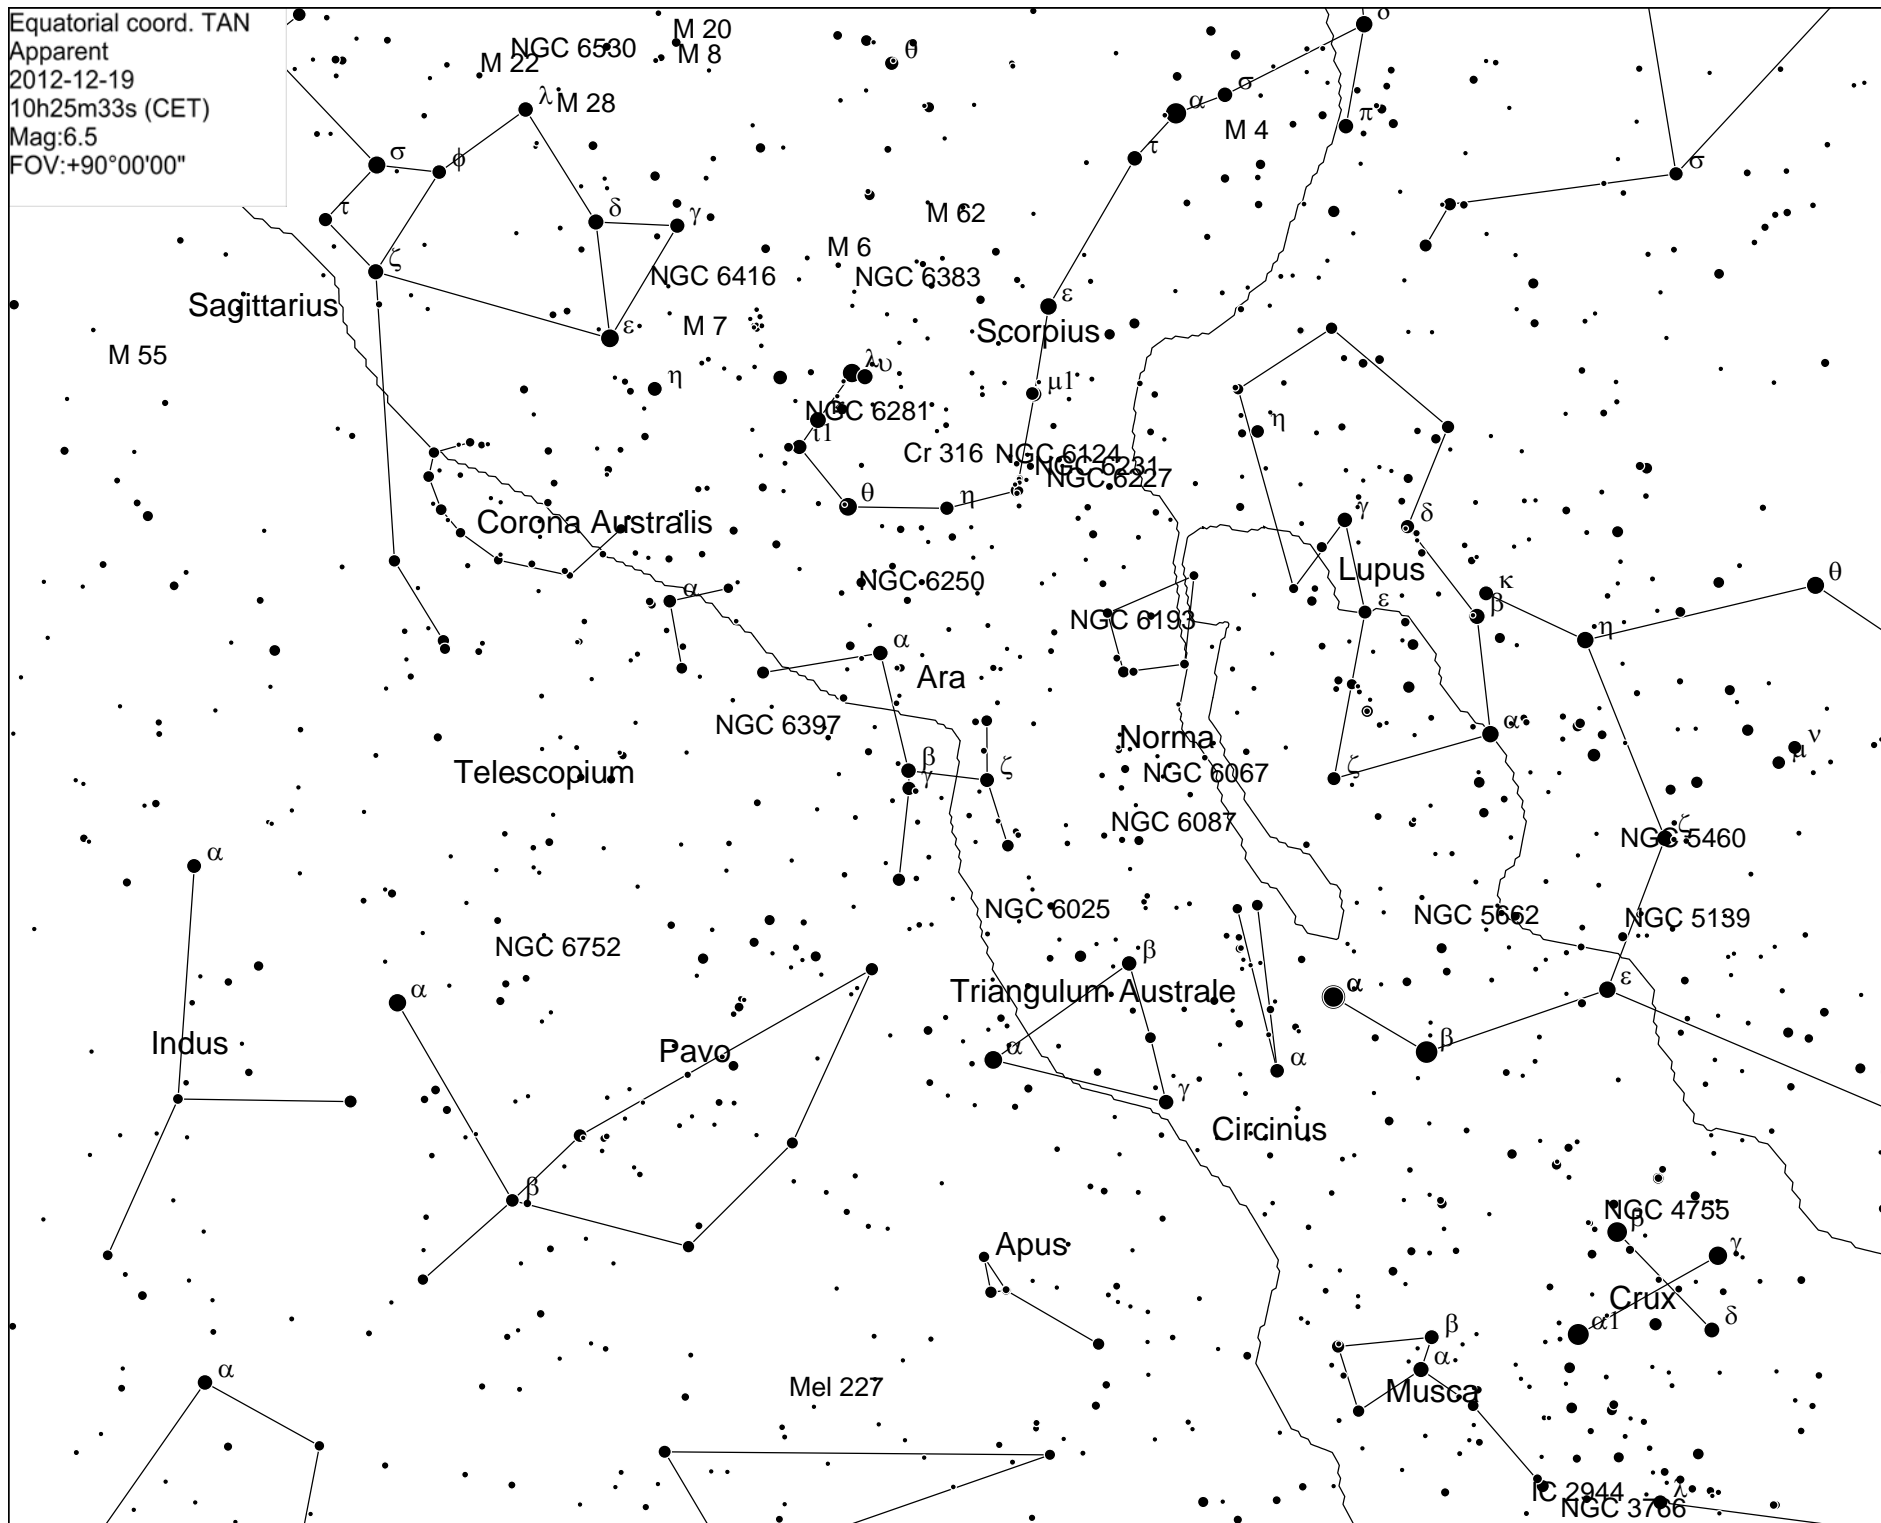 Equatorial coord. TAN
Apparent
2012-12-19
10h25m33s (CET)
Mag:6.5
FOV:+90°00'00"
M 20
NGC 6530
M 8
M 22
θ
δ
σ
λ
M 28
α
π
M 4
σ
φ
τ
σ
τ
δ
γ
M 62
ζ
M 6
NGC 6416
NGC 6383
Sagittarius
ε
ε
M 7
Scorpius
M 55
λ
υ
η
μ1
NGC 6281
η
ι1
Cr 316
NGC 6124
NGC 6231
NGC 6227
θ
η
γ
δ
Corona Australis
Lupus
θ
NGC 6250
α
κ
ε
β
NGC 6193
η
α
Ara
NGC 6397
α
Norma
ν
μ
β
ζ
ζ
Telescopium
γ
NGC 6067
NGC 6087
ζ
NGC 5460
α
NGC 6025
NGC 5662
NGC 5139
NGC 6752
β
ε
α
Triangulum Australe
α
Indus
Pavo
α
β
α
γ
Circinus
β
NGC 4755
β
Apus
γ
Crux
α1
δ
β
α
α
Mel 227
Musca
IC 2944
λ
NGC 3766